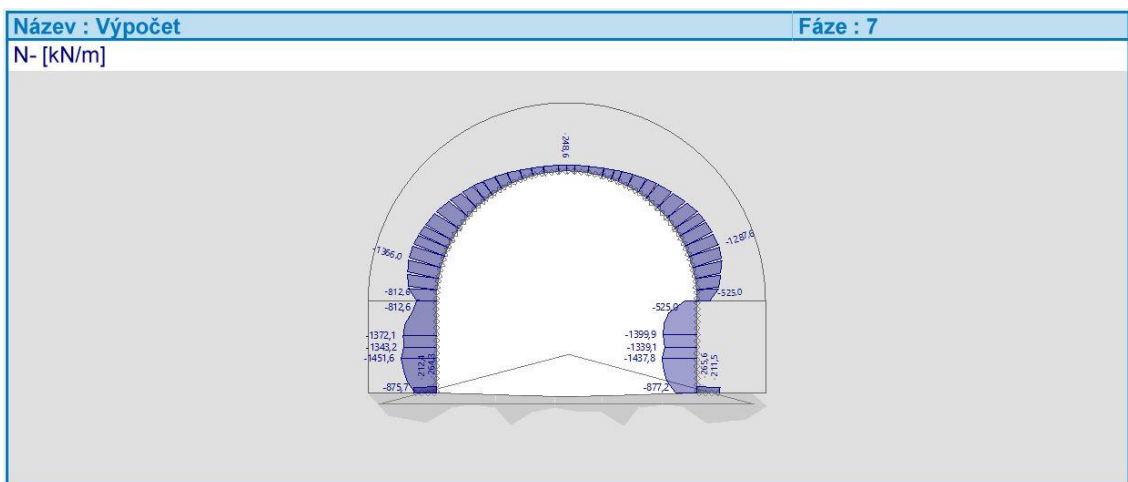 Název : Výpočet Fáze : 7
N- [kN/m]
-248,6
-1366,0 -1287,6
-812,6 -525,0
-812,6 -525,0
-1372,1 -1399,9
-1343,2 -1339,1
-1451,6 -1437,8
-212,4 -264,3 -265,6 -211,5
-875,7 -877,2